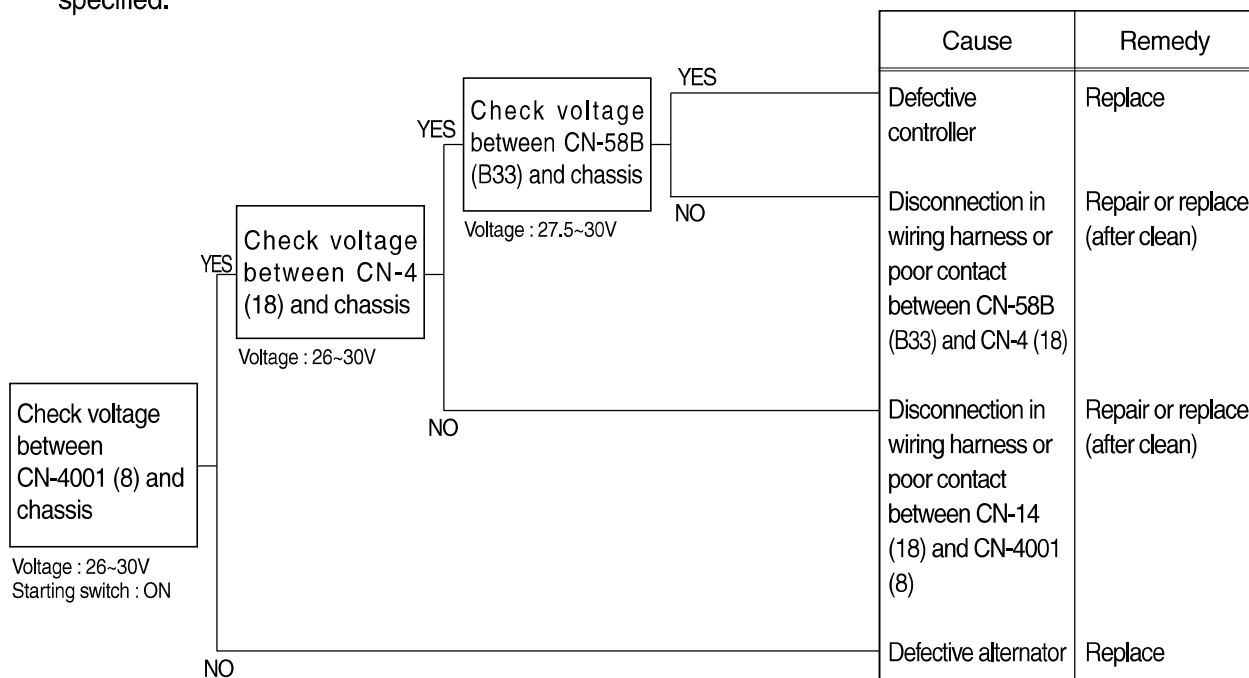 specified.
Cause
Remedy
YES
Check voltage
between CN-58B
(B33) and chassis
Voltage : 27.5~30V
Defective
controller
Replace
YES
NO
Disconnection in
wiring harness or
poor contact
between CN-58B
(B33) and CN-4 (18)
Repair or replace
(after clean)
Check voltage
between CN-4
(18) and chassis
Voltage : 26~30V
YES
NO
Disconnection in
wiring harness or
poor contact
between CN-14
(18) and CN-4001
(8)
Repair or replace
(after clean)
Check voltage
between
CN-4001 (8) and
chassis
Voltage : 26~30V
Starting switch : ON
NO
Defective alternator
Replace